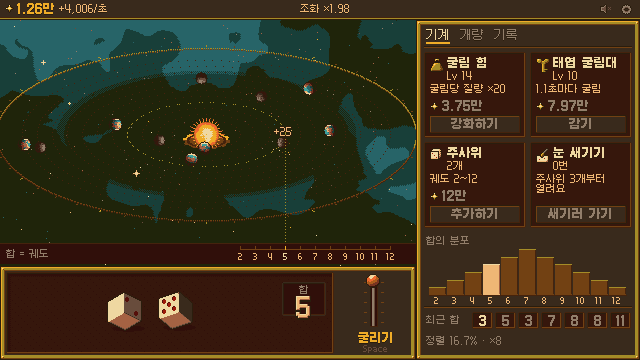 1.26만 +4,006/초
조화 ×1.98
+25
합 = 궤도
2 3 4 5 6 7 8 9 10 11 12
합
5
굴리기
Space
기계 개량 기록
굴림 힘
Lv 14
굴림당 질량 ×20
3.75만
강화하기
태엽 굴림대
Lv 10
1.1초마다 굴림
7.97만
감기
주사위
2개
궤도 2~12
12만
추가하기
눈 새기기
0번
주사위 3개부터
열려요
새기러 가기
합의 분포
2 3 4 5 6 7 8 9 10 11 12
최근 합 3 5 3 7 8 8 11
정렬 16.7% · ×8